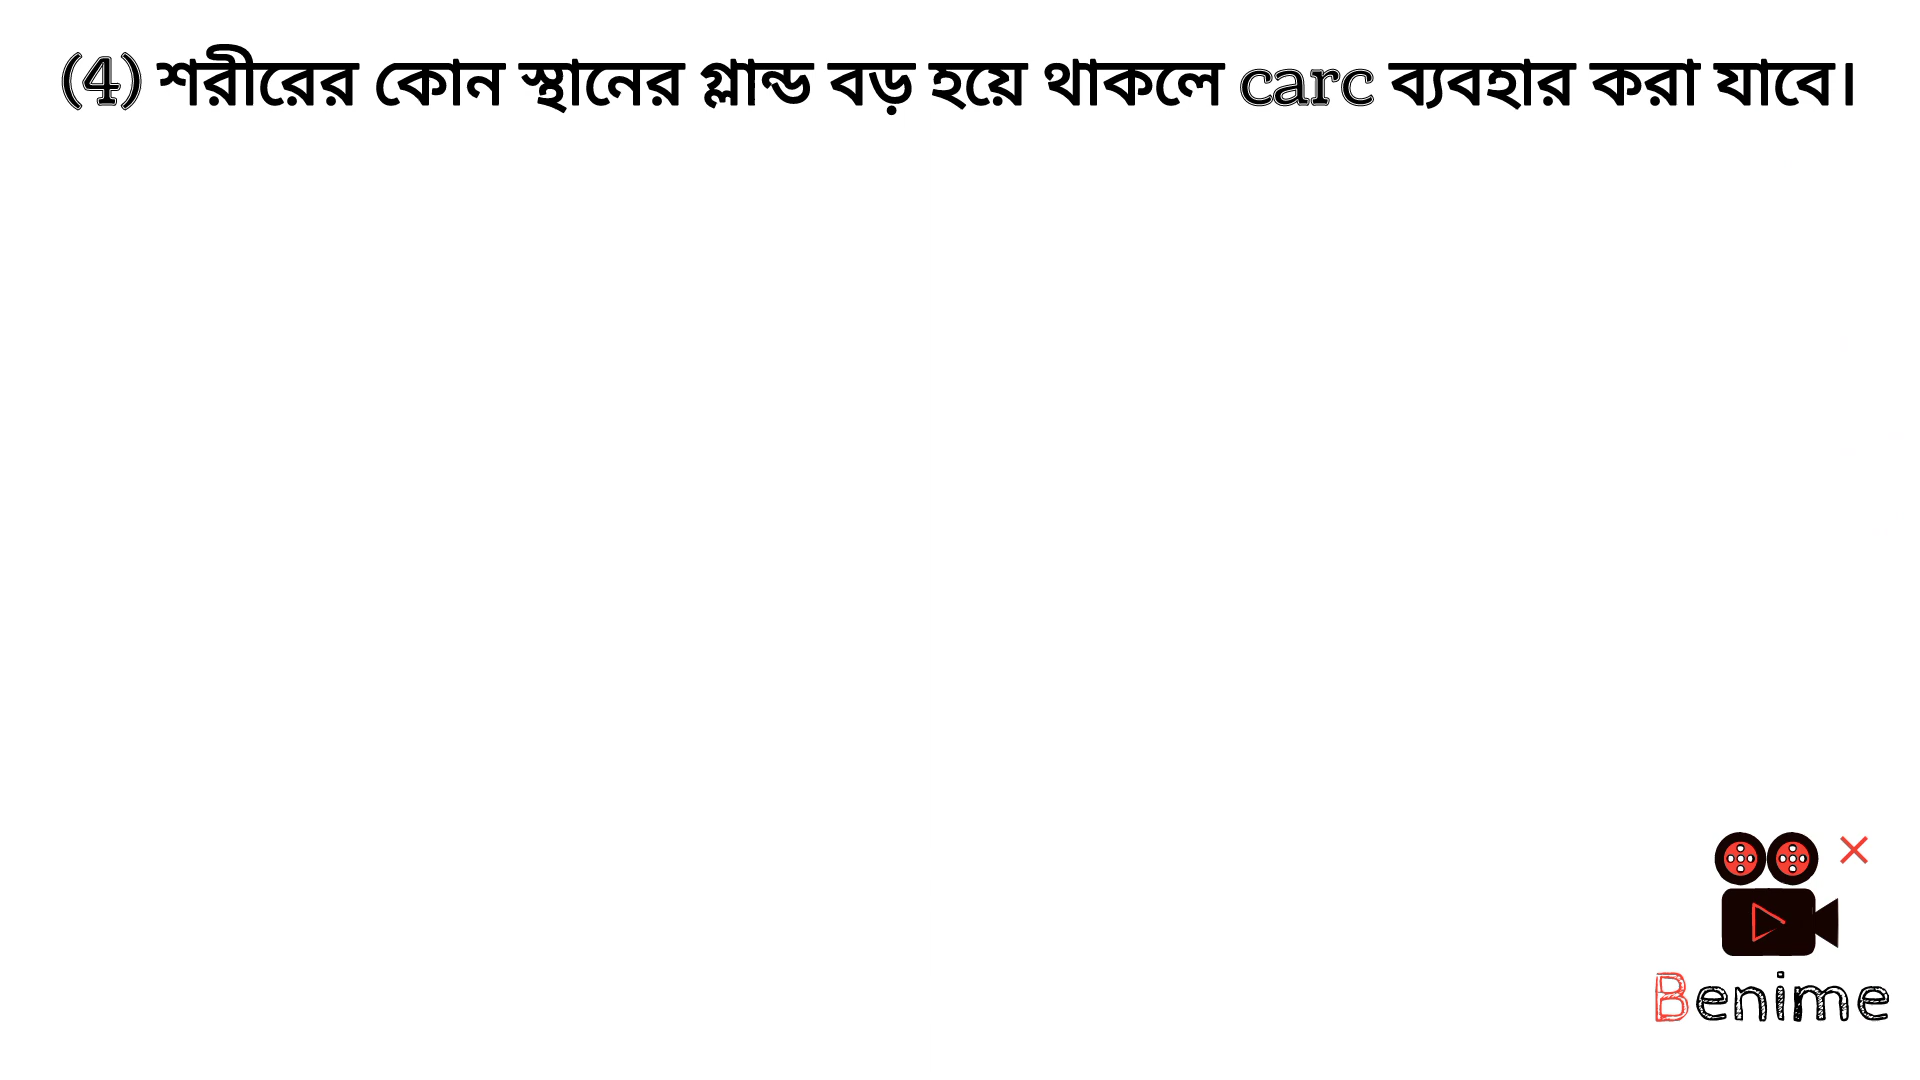 (4) শরীরের কোন স্থানের গ্লান্ড বড় হয়ে থাকলে carc ব্যবহার করা যাবে।
Benime